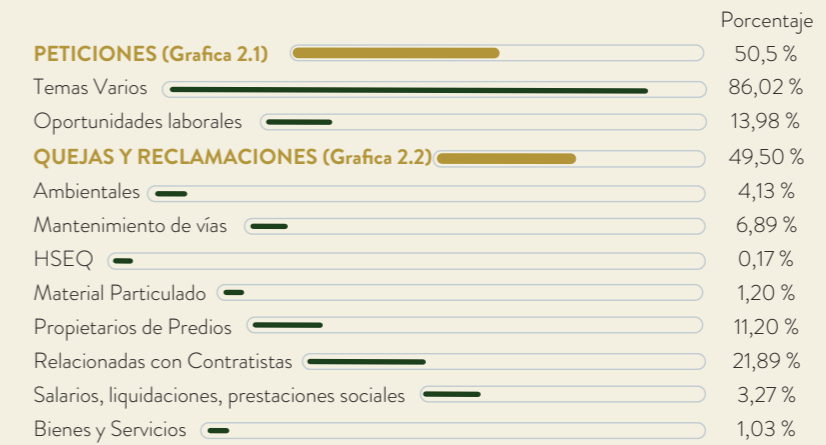 Porcentaje
PETICIONES (Grafica 2.1) 50,5 %
Temas Varios 86,02 %
Oportunidades laborales 13,98 %
QUEJAS Y RECLAMACIONES (Grafica 2.2) 49,50 %
Ambientales 4,13 %
Mantenimiento de vías 6,89 %
HSEQ 0,17 %
Material Particulado 1,20 %
Propietarios de Predios 11,20 %
Relacionadas con Contratistas 21,89 %
Salarios, liquidaciones, prestaciones sociales 3,27 %
Bienes y Servicios 1,03 %